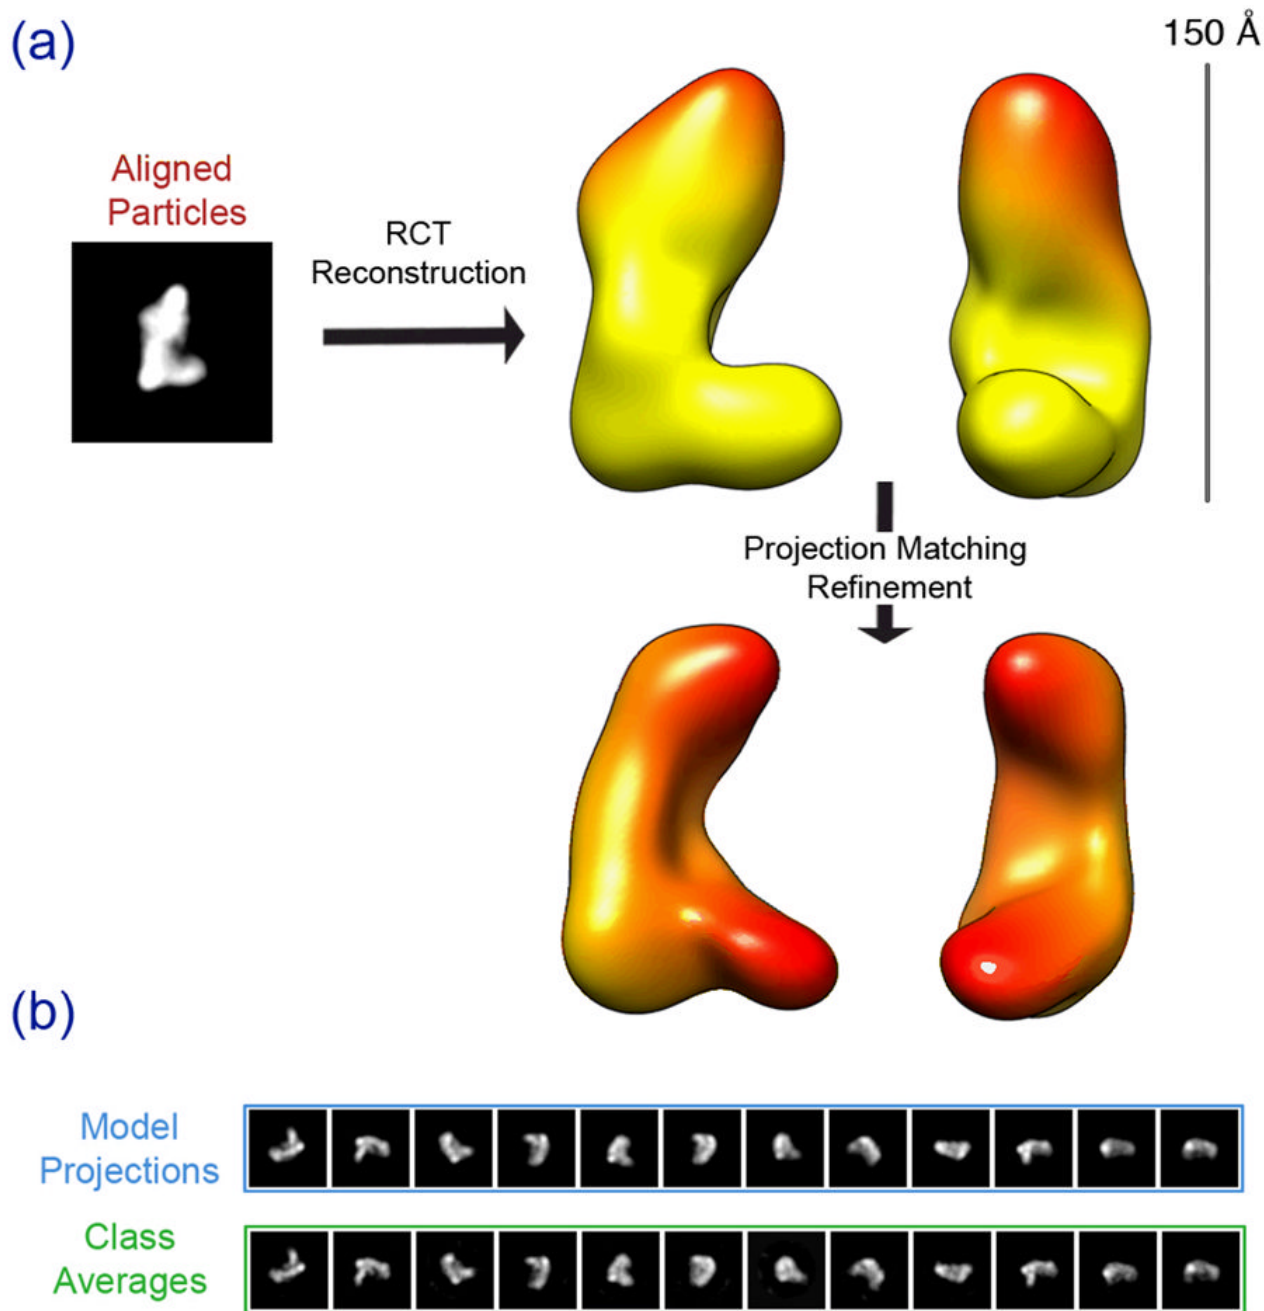 (a)
150 Å
Aligned
Particles
RCT
Reconstruction
Projection Matching
Refinement
(b)
Model
Projections
Class
Averages